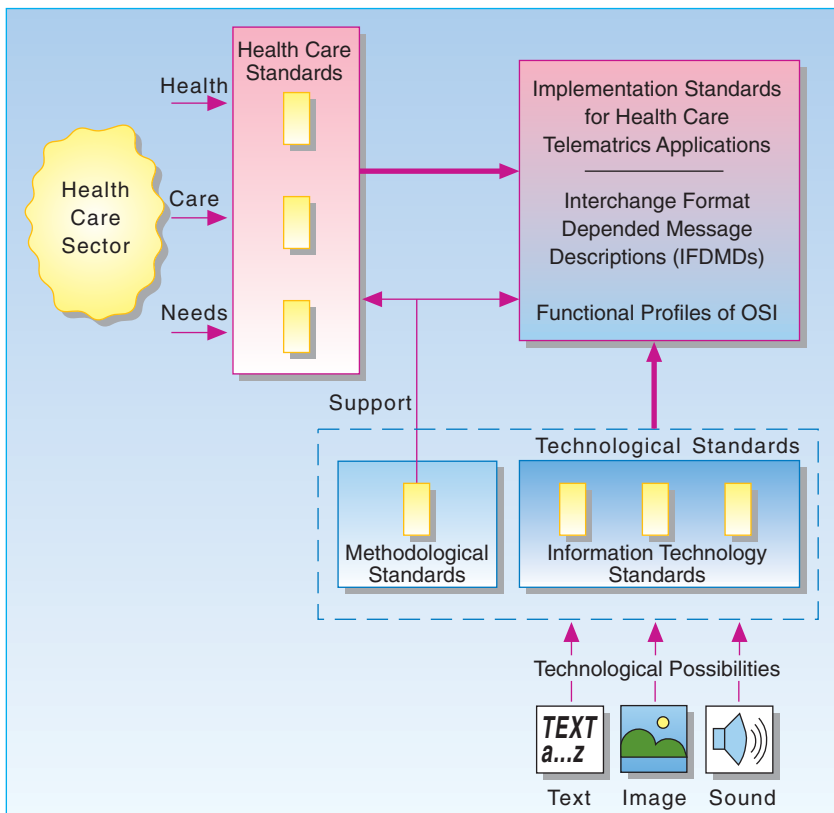 Health Care
Standards
Health
Care
Needs
Health
Care
Sector
Implementation Standards
for Health Care
Telematrics Applications
Interchange Format
Depended Message
Descriptions (IFDMDs)
Functional Profiles of OSI
Support
Technological Standards
Methodological
Standards
Information Technology
Standards
Technological Possibilities
TEXT
a...z
Text
Image
Sound